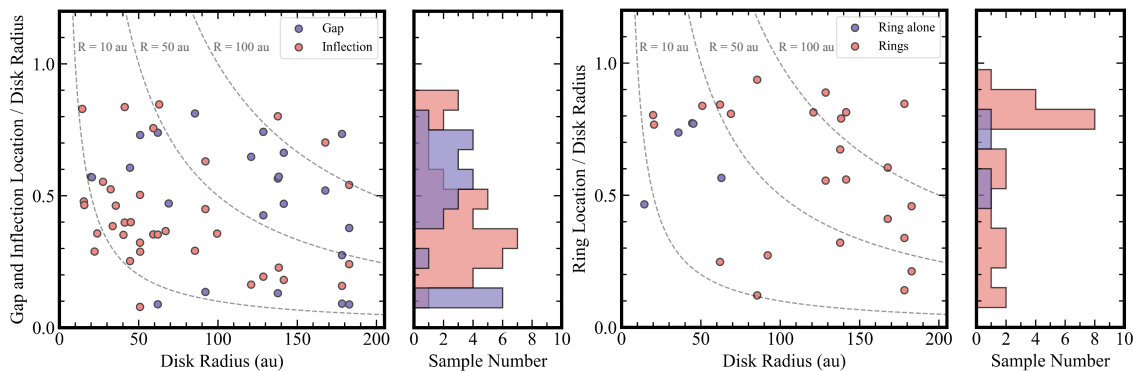 Gap and Inflection Location / Disk Radius
1.0
0.5
0.0
R = 10 au
R = 50 au
R = 100 au
Gap
Inflection
0
50
100
150
200
Disk Radius (au)
0
2
4
6
8
10
Sample Number
Ring Location / Disk Radius
1.0
0.5
0.0
R = 10 au
R = 50 au
R = 100 au
Ring alone
Rings
0
50
100
150
200
Disk Radius (au)
0
2
4
6
8
10
Sample Number